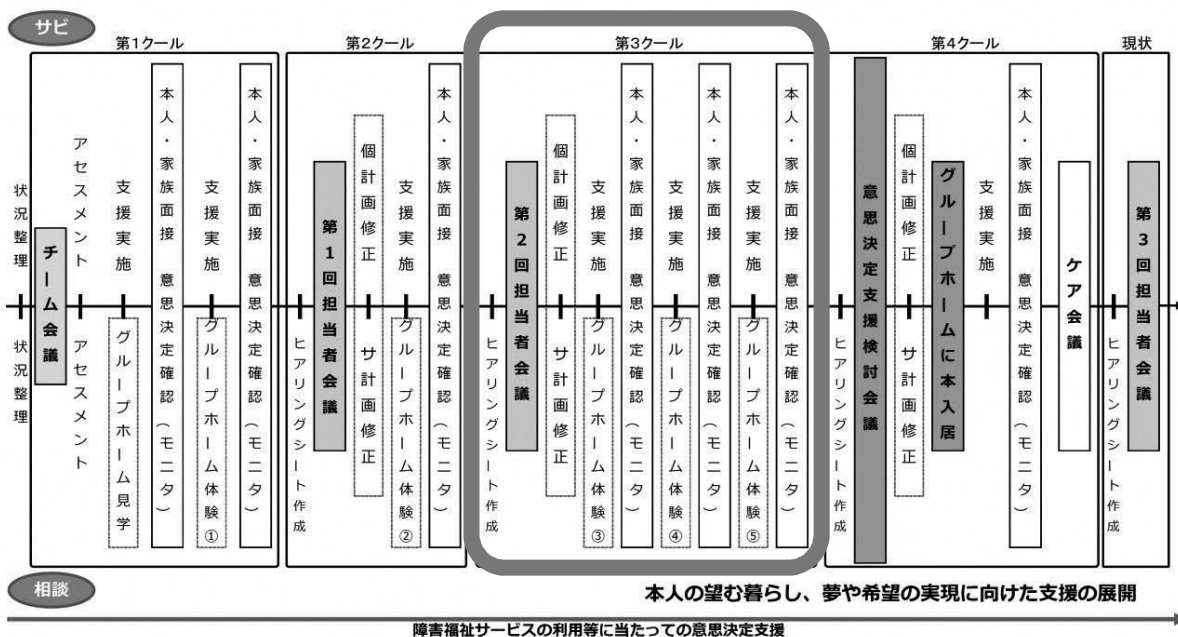 サビ
第1クール
第2クール
第3クール
第4クール
現状
状況整理
状況整理
チーム会議
アセスメント
アセスメント
支援実施
グループホーム見学
本人・家族面接 意思決定確認（モニタ）
支援実施
グループホーム体験①
本人・家族面接 意思決定確認（モニタ）
ヒアリングシート作成
第1回担当者会議
個計画修正
サ計画修正
支援実施
グループホーム体験②
本人・家族面接 意思決定確認（モニタ）
ヒアリングシート作成
第2回担当者会議
個計画修正
サ計画修正
支援実施
グループホーム体験③
本人・家族面接 意思決定確認（モニタ）
支援実施
グループホーム体験④
本人・家族面接 意思決定確認（モニタ）
支援実施
グループホーム体験⑤
本人・家族面接 意思決定確認（モニタ）
ヒアリングシート作成
意思決定支援検討会議
個計画修正
サ計画修正
グループホームに本入居
支援実施
本人・家族面接 意思決定確認（モニタ）
ケア会議
ヒアリングシート作成
第3回担当者会議
相談
本人の望む暮らし、夢や希望の実現に向けた支援の展開
障害福祉サービスの利用等に当たっての意思決定支援